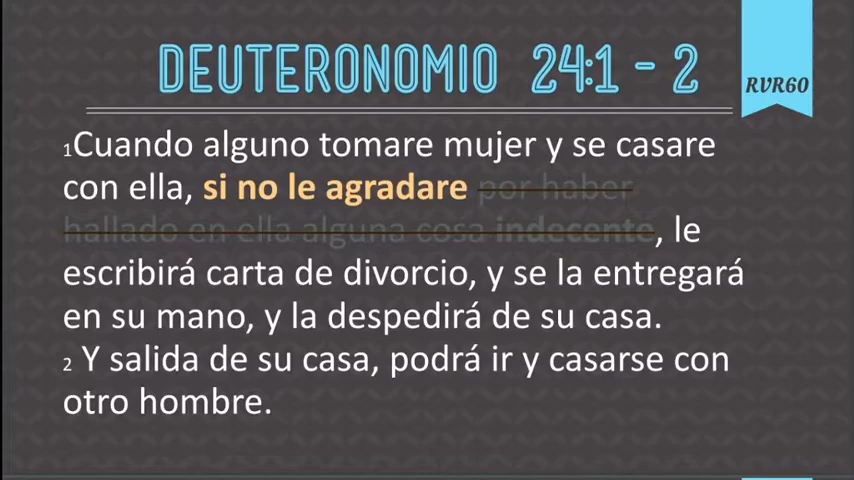 DEUTERONOMIO 24:1 - 2
RVR60
1Cuando alguno tomare mujer y se casare
con ella, si no le agradare por haber
hallado en ella alguna cosa indecente, le
escribirá carta de divorcio, y se la entregará
en su mano, y la despedirá de su casa.
2 Y salida de su casa, podrá ir y casarse con
otro hombre.